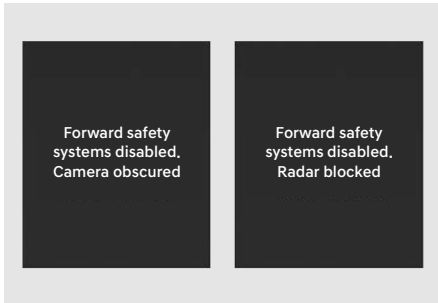 Forward safety
systems disabled.
Camera obscured
Forward safety
systems disabled.
Radar blocked